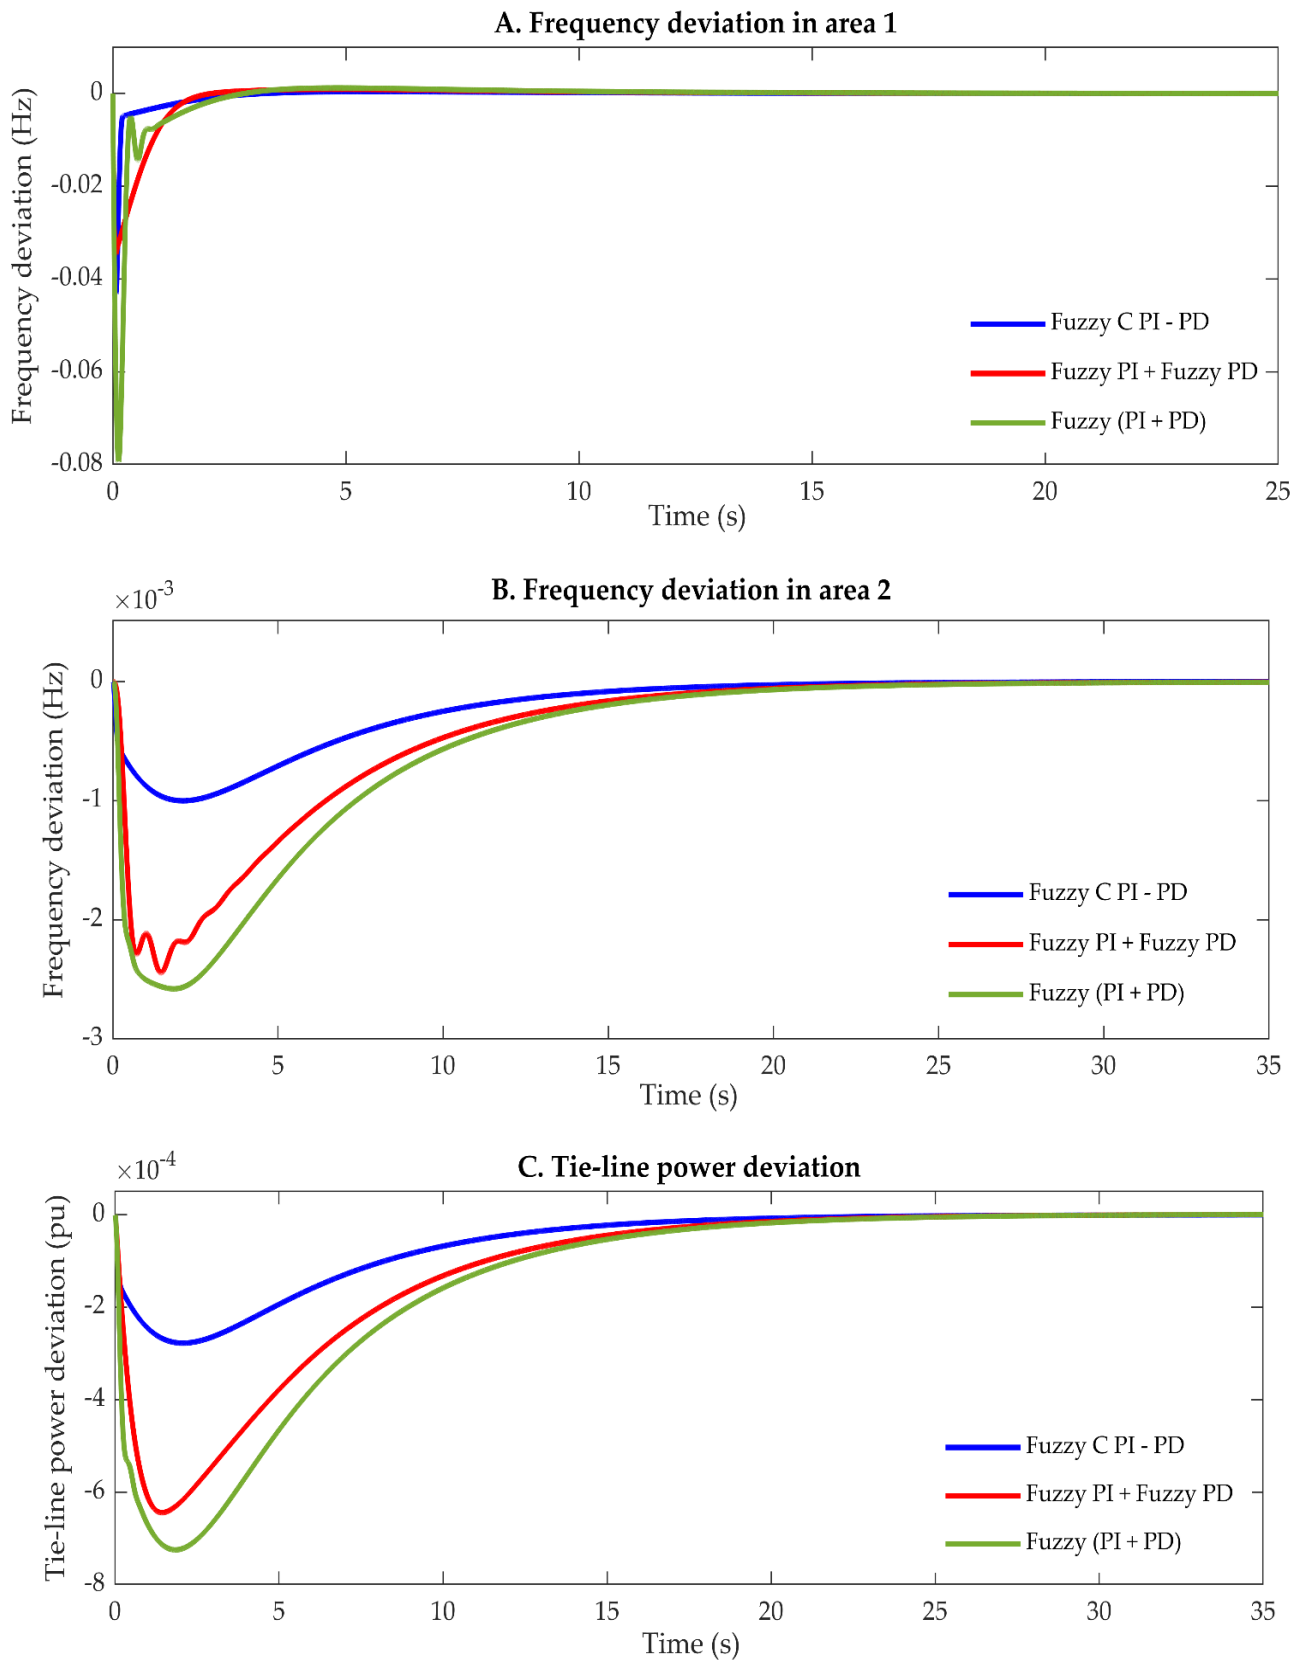 A. Frequency deviation in area 1
Frequency deviation (Hz)
0
-0.02
-0.04
-0.06
-0.08
Fuzzy C PI - PD
Fuzzy PI + Fuzzy PD
Fuzzy (PI + PD)
0 5 10 15 20 25
Time (s)
B. Frequency deviation in area 2
×10-3
Frequency deviation (Hz)
0
-1
-2
-3
Fuzzy C PI - PD
Fuzzy PI + Fuzzy PD
Fuzzy (PI + PD)
0 5 10 15 20 25 30 35
Time (s)
C. Tie-line power deviation
×10-4
Tie-line power deviation (pu)
0
-2
-4
-6
-8
Fuzzy C PI - PD
Fuzzy PI + Fuzzy PD
Fuzzy (PI + PD)
0 5 10 15 20 25 30 35
Time (s)